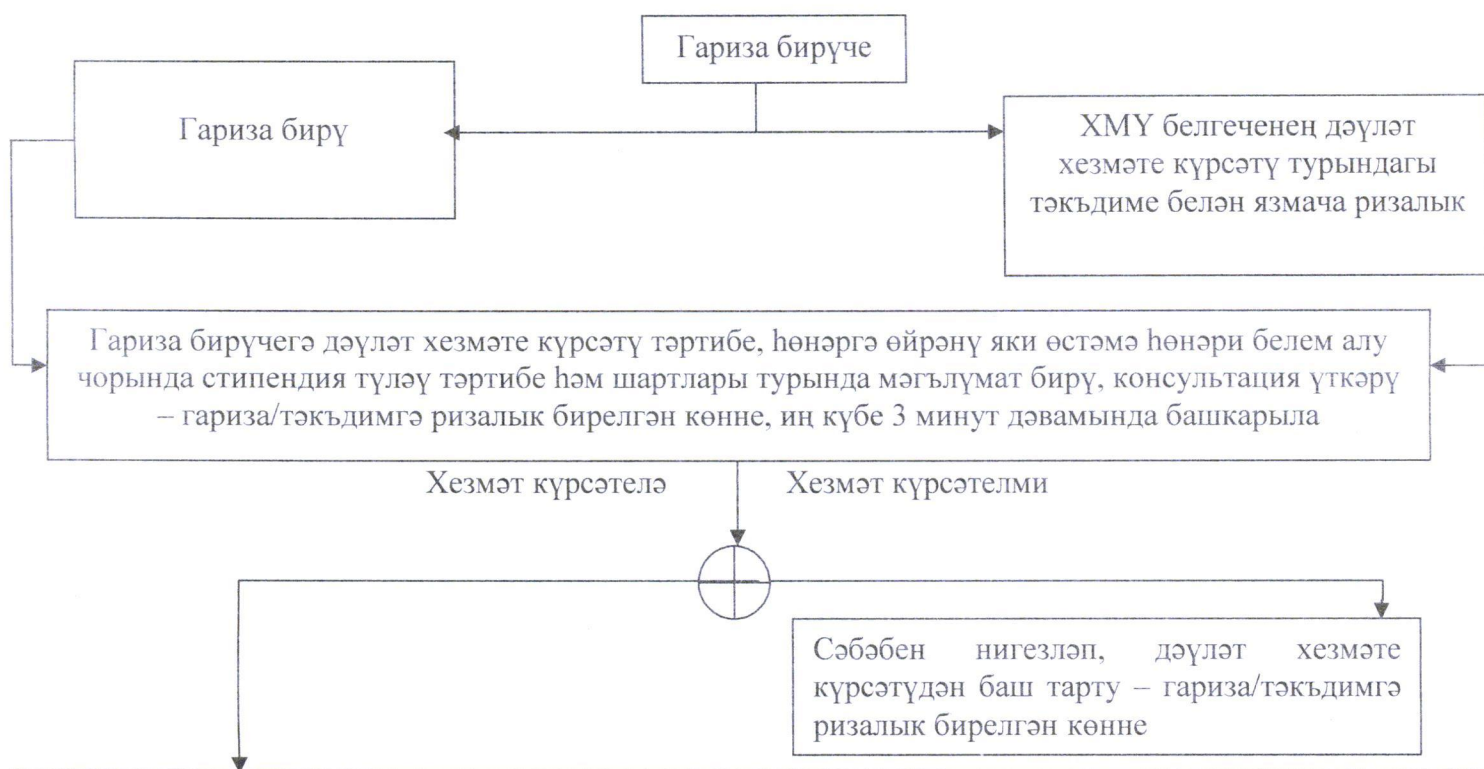 Гариза бирүче
Гариза бирү
ХМҮ белгеченең дәүләт
хезмәте күрсәтү турындагы
тәкъдиме белән язмача ризалык
Гариза бирүчегә дәүләт хезмәте күрсәтү тәртибе, һөнәргә өйрәнү яки өстәмә һөнәри белем алу
чорында стипендия түләү тәртибе һәм шартлары турында мәгълүмат бирү, консультация үткәрү
– гариза/тәкъдимгә ризалык бирелгән көнне, иң күбе 3 минут дәвамында башкарыла
Хезмәт күрсәтелә
Хезмәт күрсәтелми
Сәбәбен нигезләп, дәүләт хезмәте
күрсәтүдән баш тарту – гариза/тәкъдимгә
ризалык бирелгән көнне